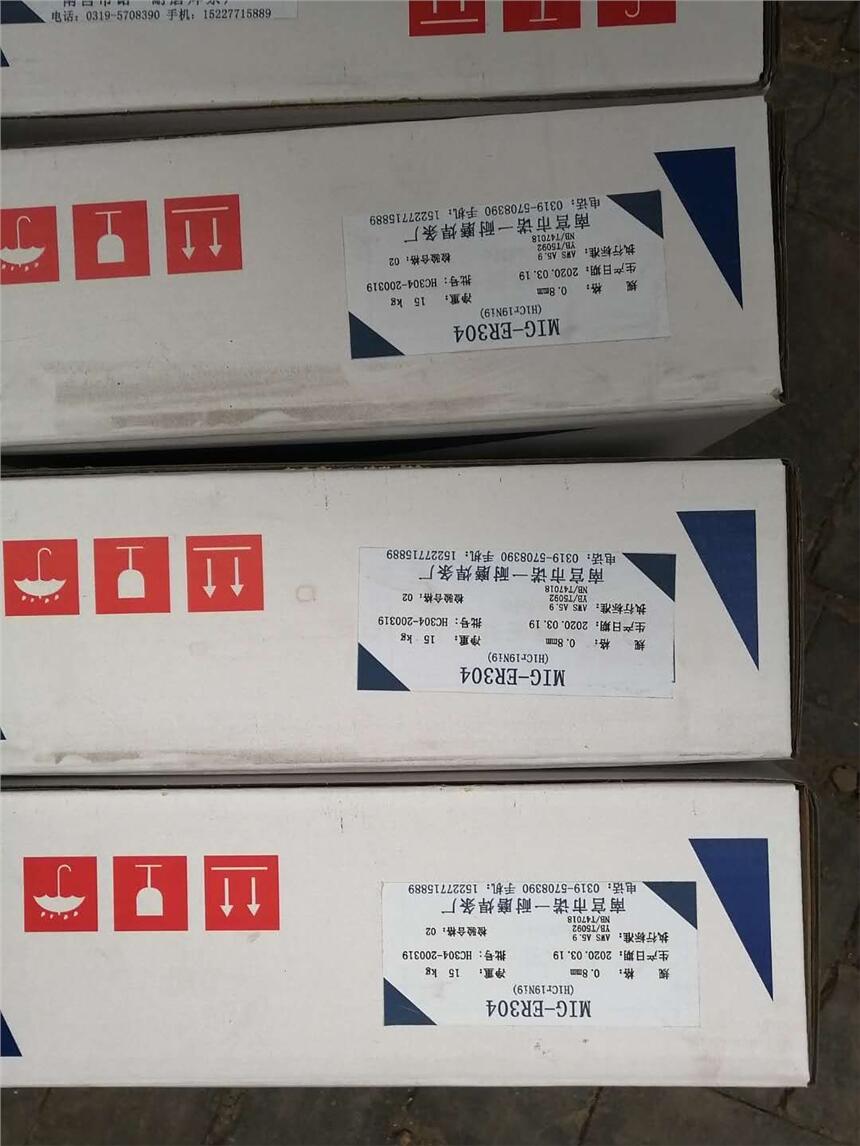 电话：0319-5708390 手机：15227715889
MIG-ER304
(H1Cr19Ni9)
规 格：0.8mm 净重：15 kg
生产日期：2020.03.19 批号：HC304-200319
执行标准：AWS A5.9 检验合格：02
YB/T5092
NB/T47018
南宫市诺一耐磨焊条厂
电话：0319-5708390 手机：15227715889
MIG-ER304
(H1Cr19Ni9)
规 格：0.8mm 净重：15 kg
生产日期：2020.03.19 批号：HC304-200319
执行标准：AWS A5.9 检验合格：02
YB/T5092
NB/T47018
南宫市诺一耐磨焊条厂
电话：0319-5708390 手机：15227715889
MIG-ER304
(H1Cr19Ni9)
规 格：0.8mm 净重：15 kg
生产日期：2020.03.19 批号：HC304-200319
执行标准：AWS A5.9 检验合格：02
YB/T5092
NB/T47018
南宫市诺一耐磨焊条厂
电话：0319-5708390 手机：15227715889